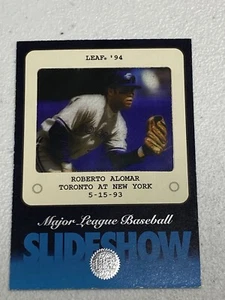 LEAF® '94
ROBERTO ALOMAR
TORONTO AT NEW YORK
5-15-93
Major League Baseball
SLIDESHOW